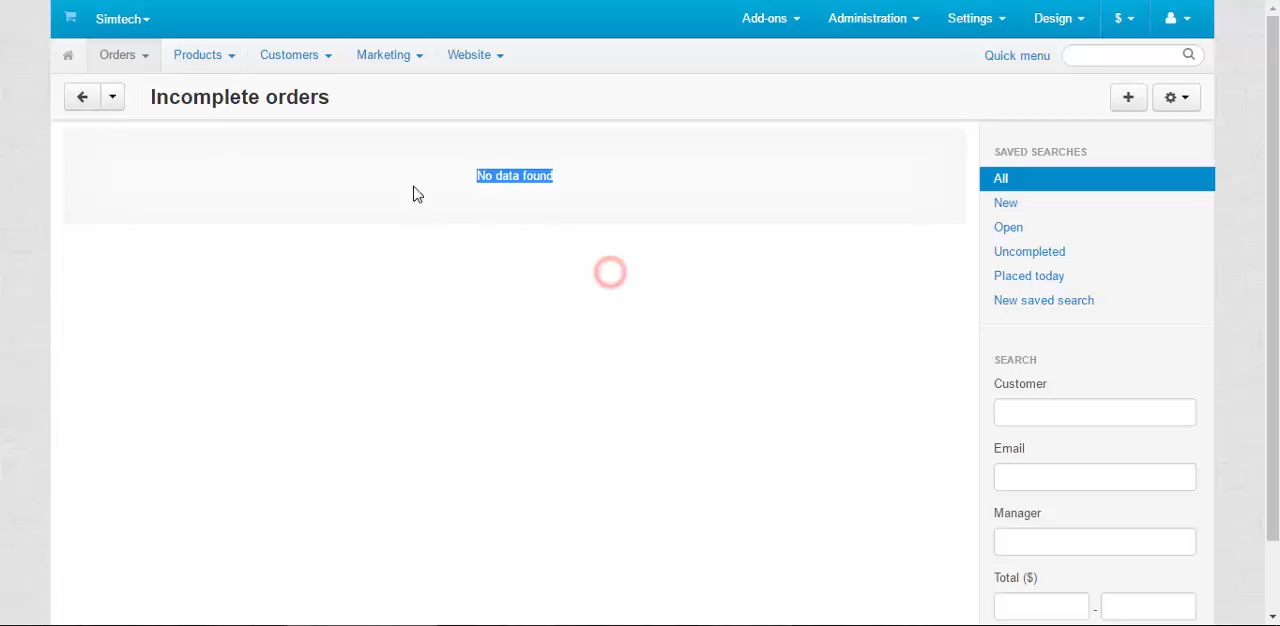 Simtech
Add-ons
Administration
Settings
Design
$
Orders
Products
Customers
Marketing
Website
Quick menu
Incomplete orders
No data found
SAVED SEARCHES
All
New
Open
Uncompleted
Placed today
New saved search
SEARCH
Customer
Email
Manager
Total ($)
-